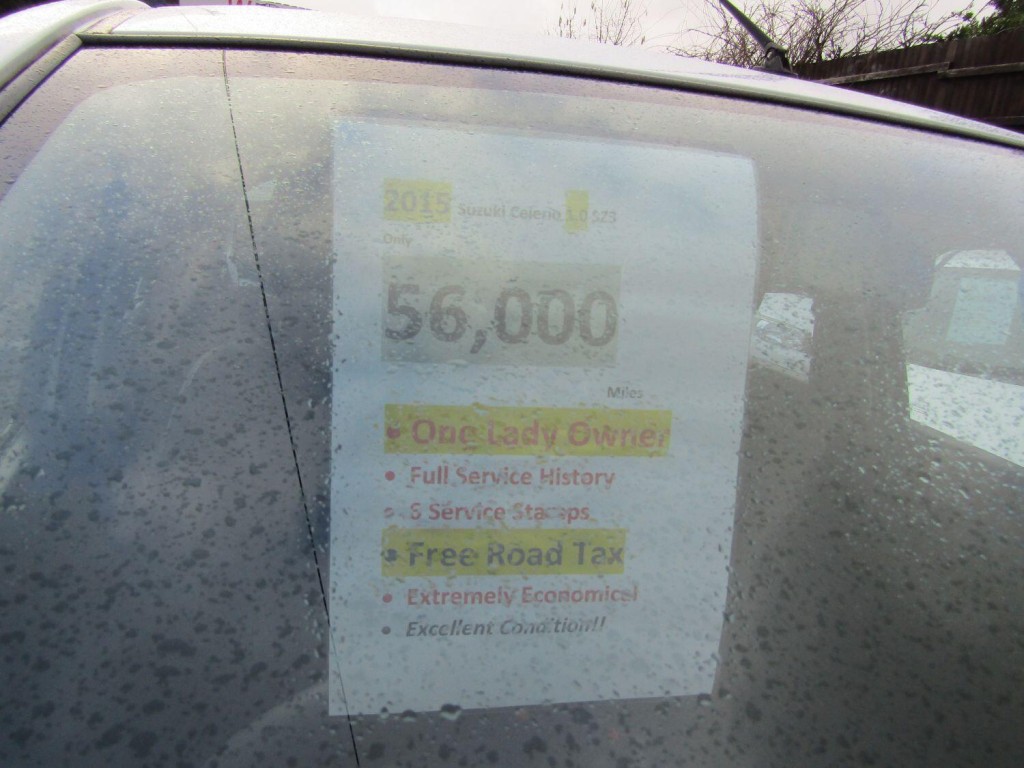 2015 Suzuki Celerio 1.0 SZ3
Only
56,000
Miles
• One Lady Owner
• Full Service History
• Service Stamps
• Free Road Tax
• Extremely Economical
• Excellent Condition!!